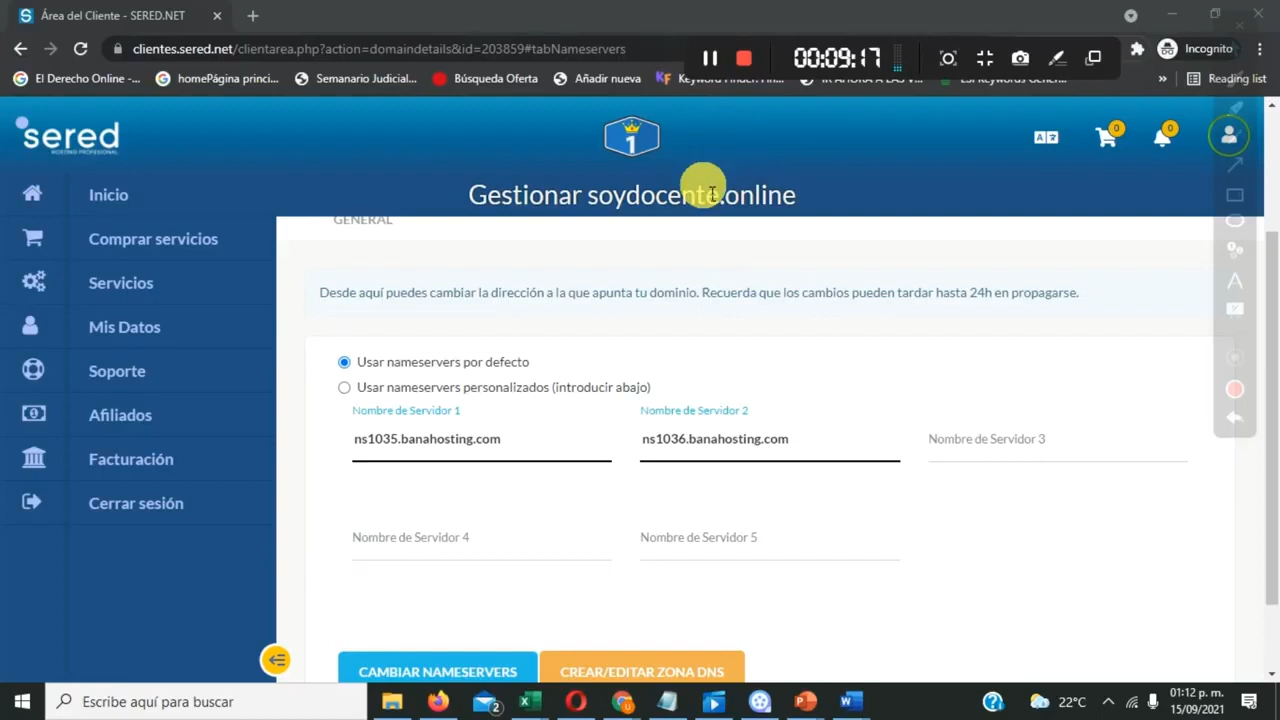 Área del Cliente - SERED.NET
clientes.sered.net/clientarea.php?action=domaindetails&id=203859#tabNameservers
00:09:17
Incognito
El Derecho Online -...
homePágina princi...
Semanario Judicial...
Búsqueda Oferta
Añadir nueva
Reading list
sered
HOSTING PROFESIONAL
1
0
0
Gestionar soydocente.online
Inicio
Comprar servicios
Servicios
Mis Datos
Soporte
Afiliados
Facturación
Cerrar sesión
GENERAL
Desde aquí puedes cambiar la dirección a la que apunta tu dominio. Recuerda que los cambios pueden tardar hasta 24h en propagarse.
Usar nameservers por defecto
Usar nameservers personalizados (introducir abajo)
Nombre de Servidor 1
Nombre de Servidor 2
ns1035.banahosting.com
ns1036.banahosting.com
Nombre de Servidor 3
Nombre de Servidor 4
Nombre de Servidor 5
CAMBIAR NAMESERVERS
CREAR/EDITAR ZONA DNS
Escribe aquí para buscar
2
22°C
01:12 p. m.
15/09/2021